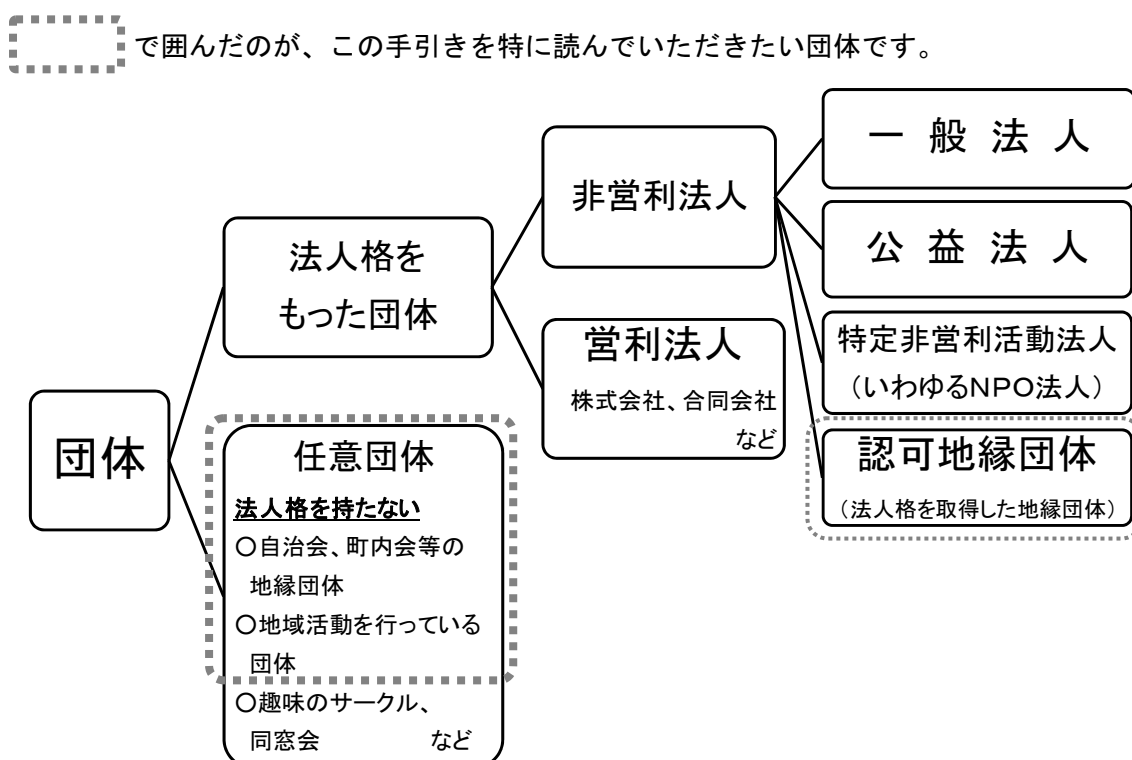 で囲んだのが、この手引きを特に読んでいただきたい団体です。
団体
法人格を
もった団体
任意団体
法人格を持たない
○自治会、町内会等の
地縁団体
○地域活動を行っている
団体
○趣味のサークル、
同窓会 など
非営利法人
営利法人
株式会社、合同会社
など
一般法人
公益法人
特定非営利活動法人
（いわゆるNPO法人）
認可地縁団体
（法人格を取得した地縁団体）